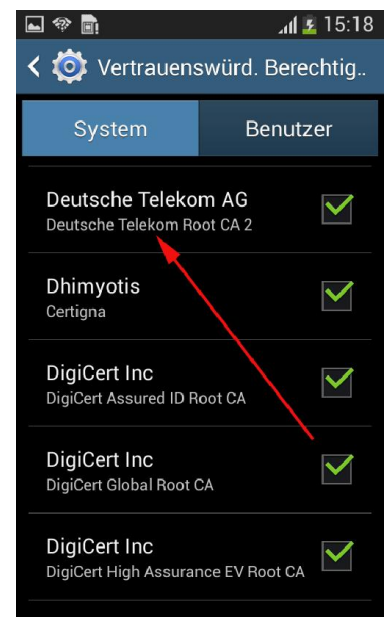 15:18
Vertrauenswürd. Berechtig..
System
Benutzer
Deutsche Telekom AG
Deutsche Telekom Root CA 2
Dhimyotis
Certigna
DigiCert Inc
DigiCert Assured ID Root CA
DigiCert Inc
DigiCert Global Root CA
DigiCert Inc
DigiCert High Assurance EV Root CA